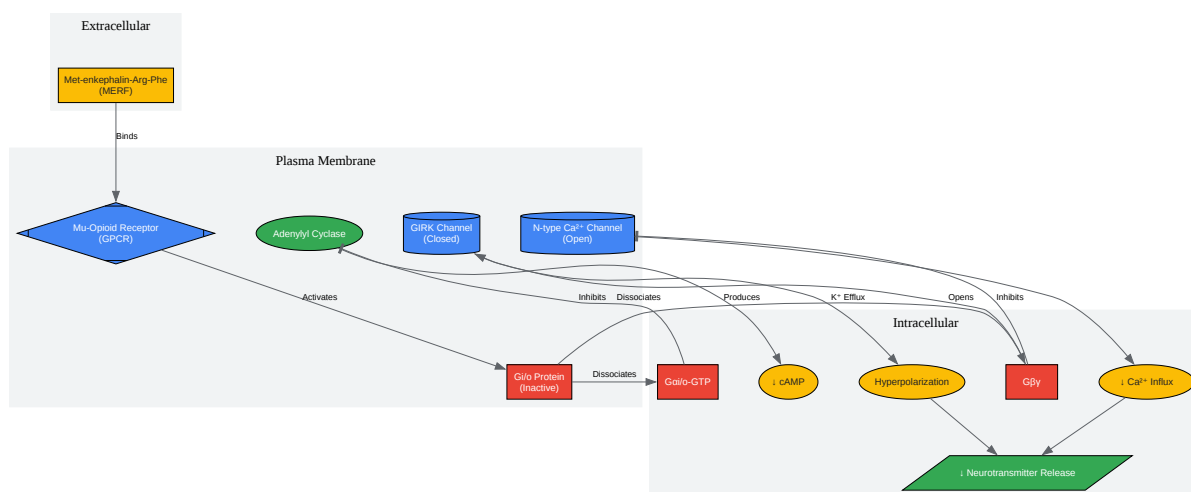 Extracellular
Met-enkephalin-Arg-Phe
(MERF)
Binds
Plasma Membrane
Mu-Opioid Receptor
(GPCR)
Adenylyl Cyclase
GIRK Channel
(Closed)
N-type Ca²⁺ Channel
(Open)
Activates
Inhibits
Dissociates
Produces
K⁺ Efflux
Opens
Inhibits
Intracellular
Gi/o Protein
(Inactive)
Dissociates
Gαi/o-GTP
↓ cAMP
Hyperpolarization
Gβγ
↓ Ca²⁺ Influx
↓ Neurotransmitter Release